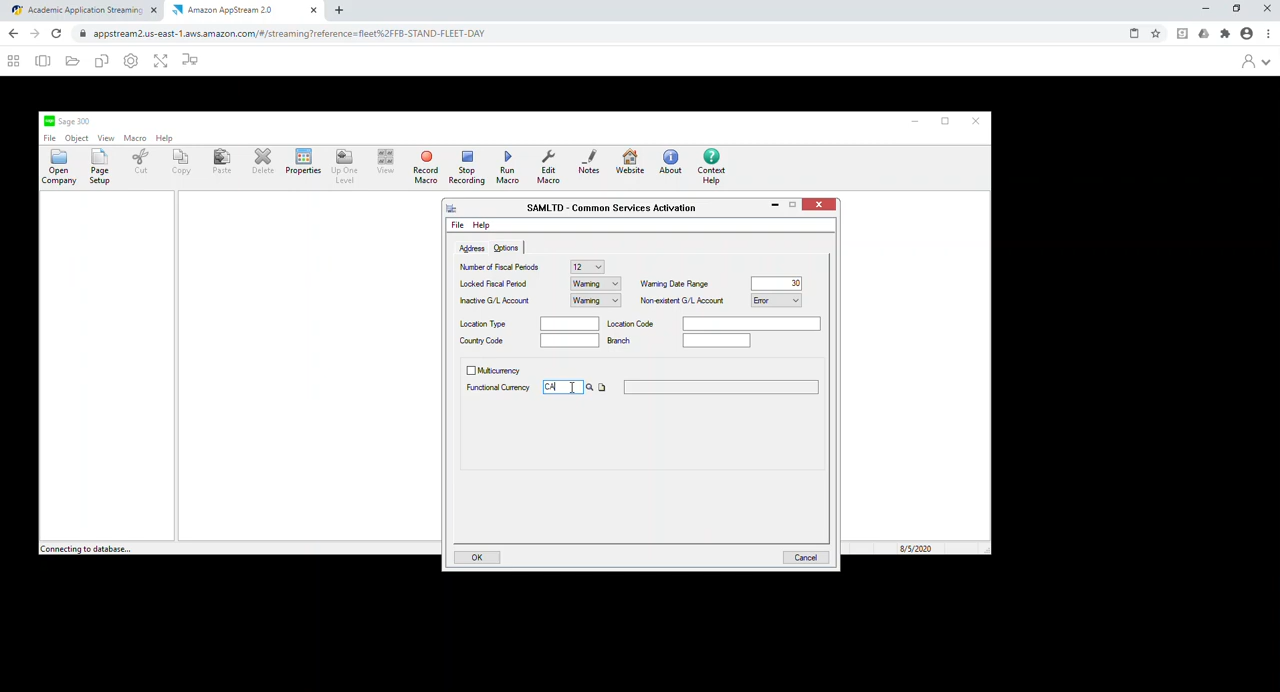 Academic Application Streaming
Amazon AppStream 2.0
appstream2.us-east-1.aws.amazon.com/#/streaming?reference=fleet%2FFB-STAND-FLEET-DAY
Sage 300
File Object View Macro Help
Open Company
Page Setup
Cut
Copy
Paste
Delete
Properties
Up One Level
View
Record Macro
Stop Recording
Run Macro
Edit Macro
Notes
Website
About
Context Help
SAMLTD - Common Services Activation
File Help
Address Options
Number of Fiscal Periods 12
Locked Fiscal Period Warning Warning Date Range 30
Inactive G/L Account Warning Non-existent G/L Account Error
Location Type Location Code
Country Code Branch
Multicurrency
Functional Currency CA
OK Cancel
Connecting to database... 8/5/2020